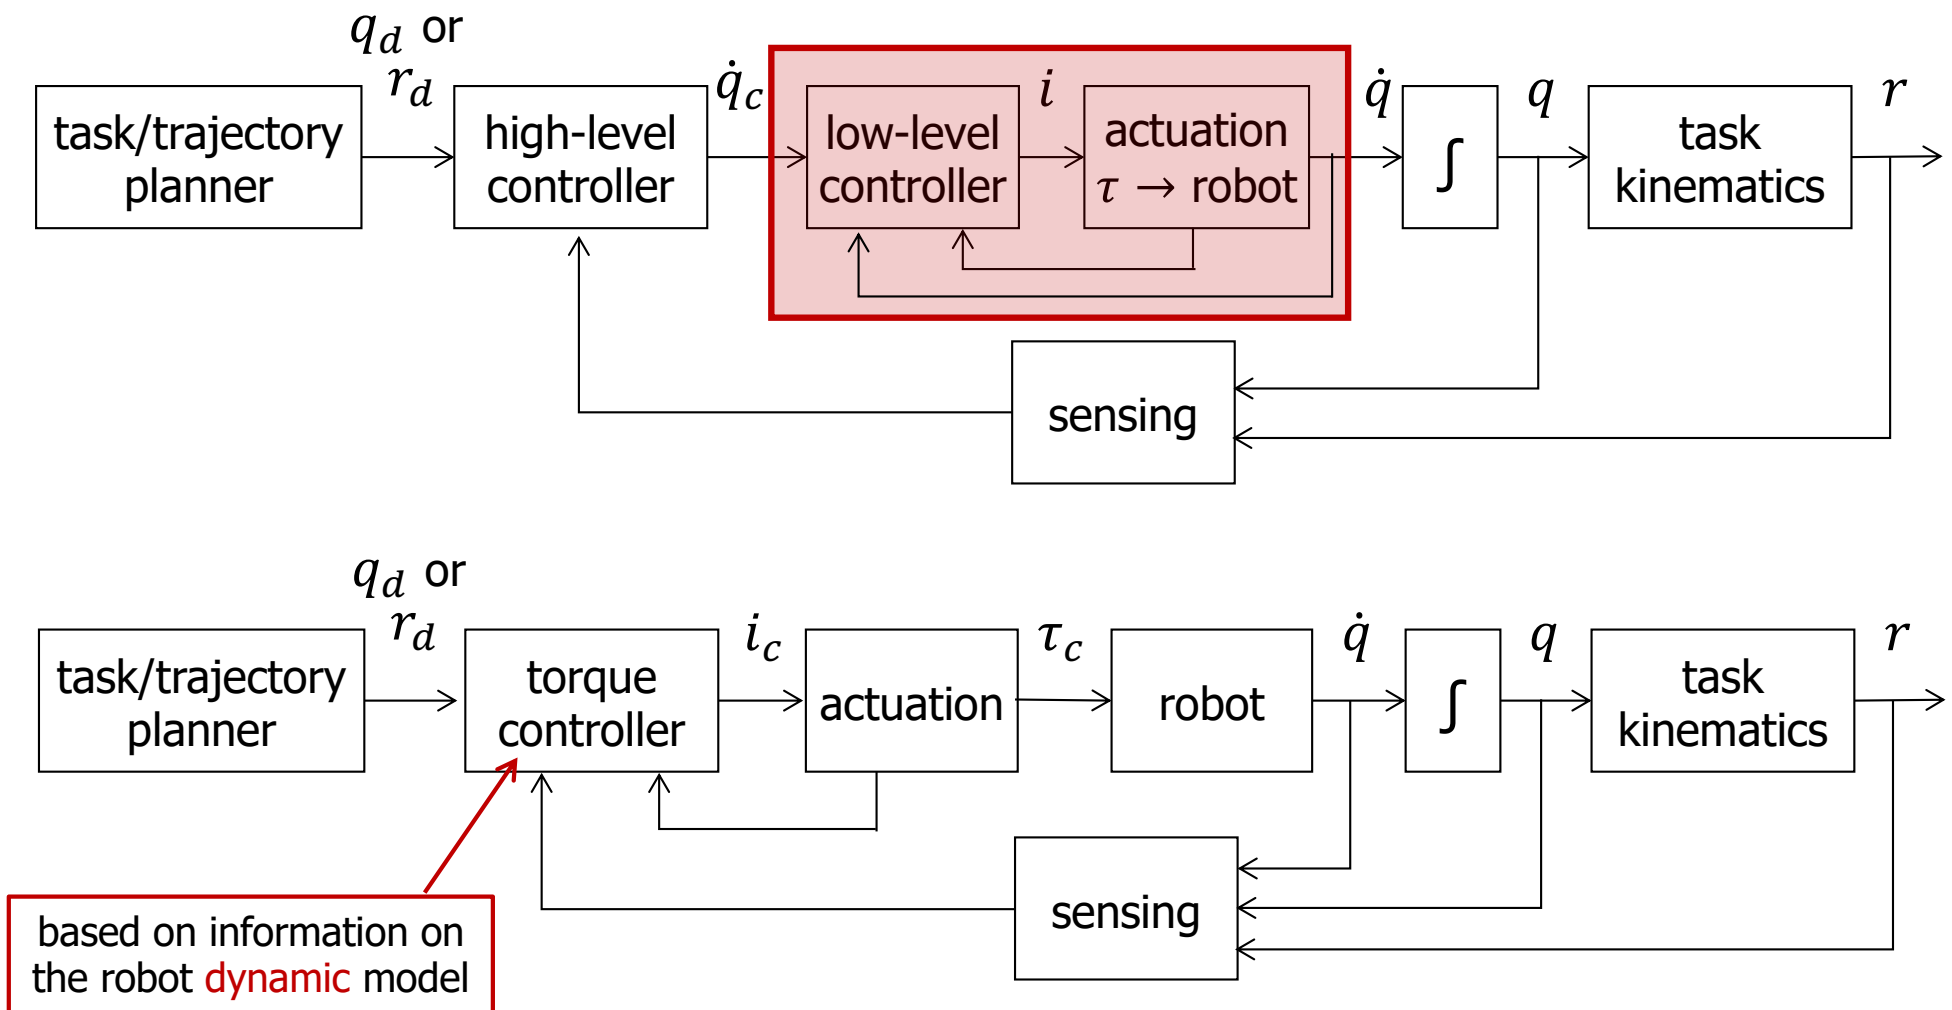 q_d or
r_d
task/trajectory
planner
high-level
controller
q̇_c
low-level
controller
i
actuation
τ → robot
q̇
∫
q
task
kinematics
r
sensing
q_d or
r_d
task/trajectory
planner
torque
controller
i_c
actuation
τ_c
robot
q̇
∫
q
task
kinematics
r
sensing
based on information on
the robot dynamic model